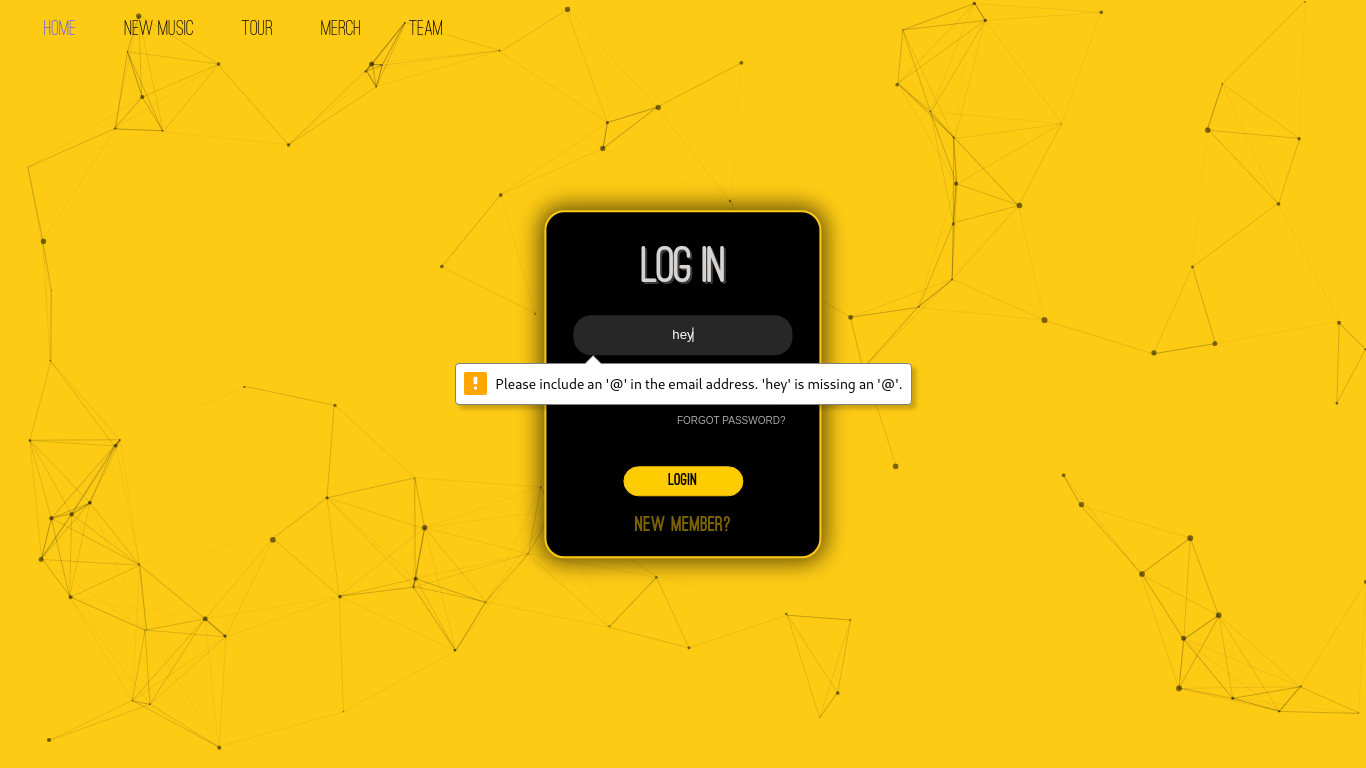 HOME NEW MUSIC TOUR MERCH TEAM
LOG IN
hey
Please include an '@' in the email address. 'hey' is missing an '@'.
FORGOT PASSWORD?
LOGIN
NEW MEMBER?